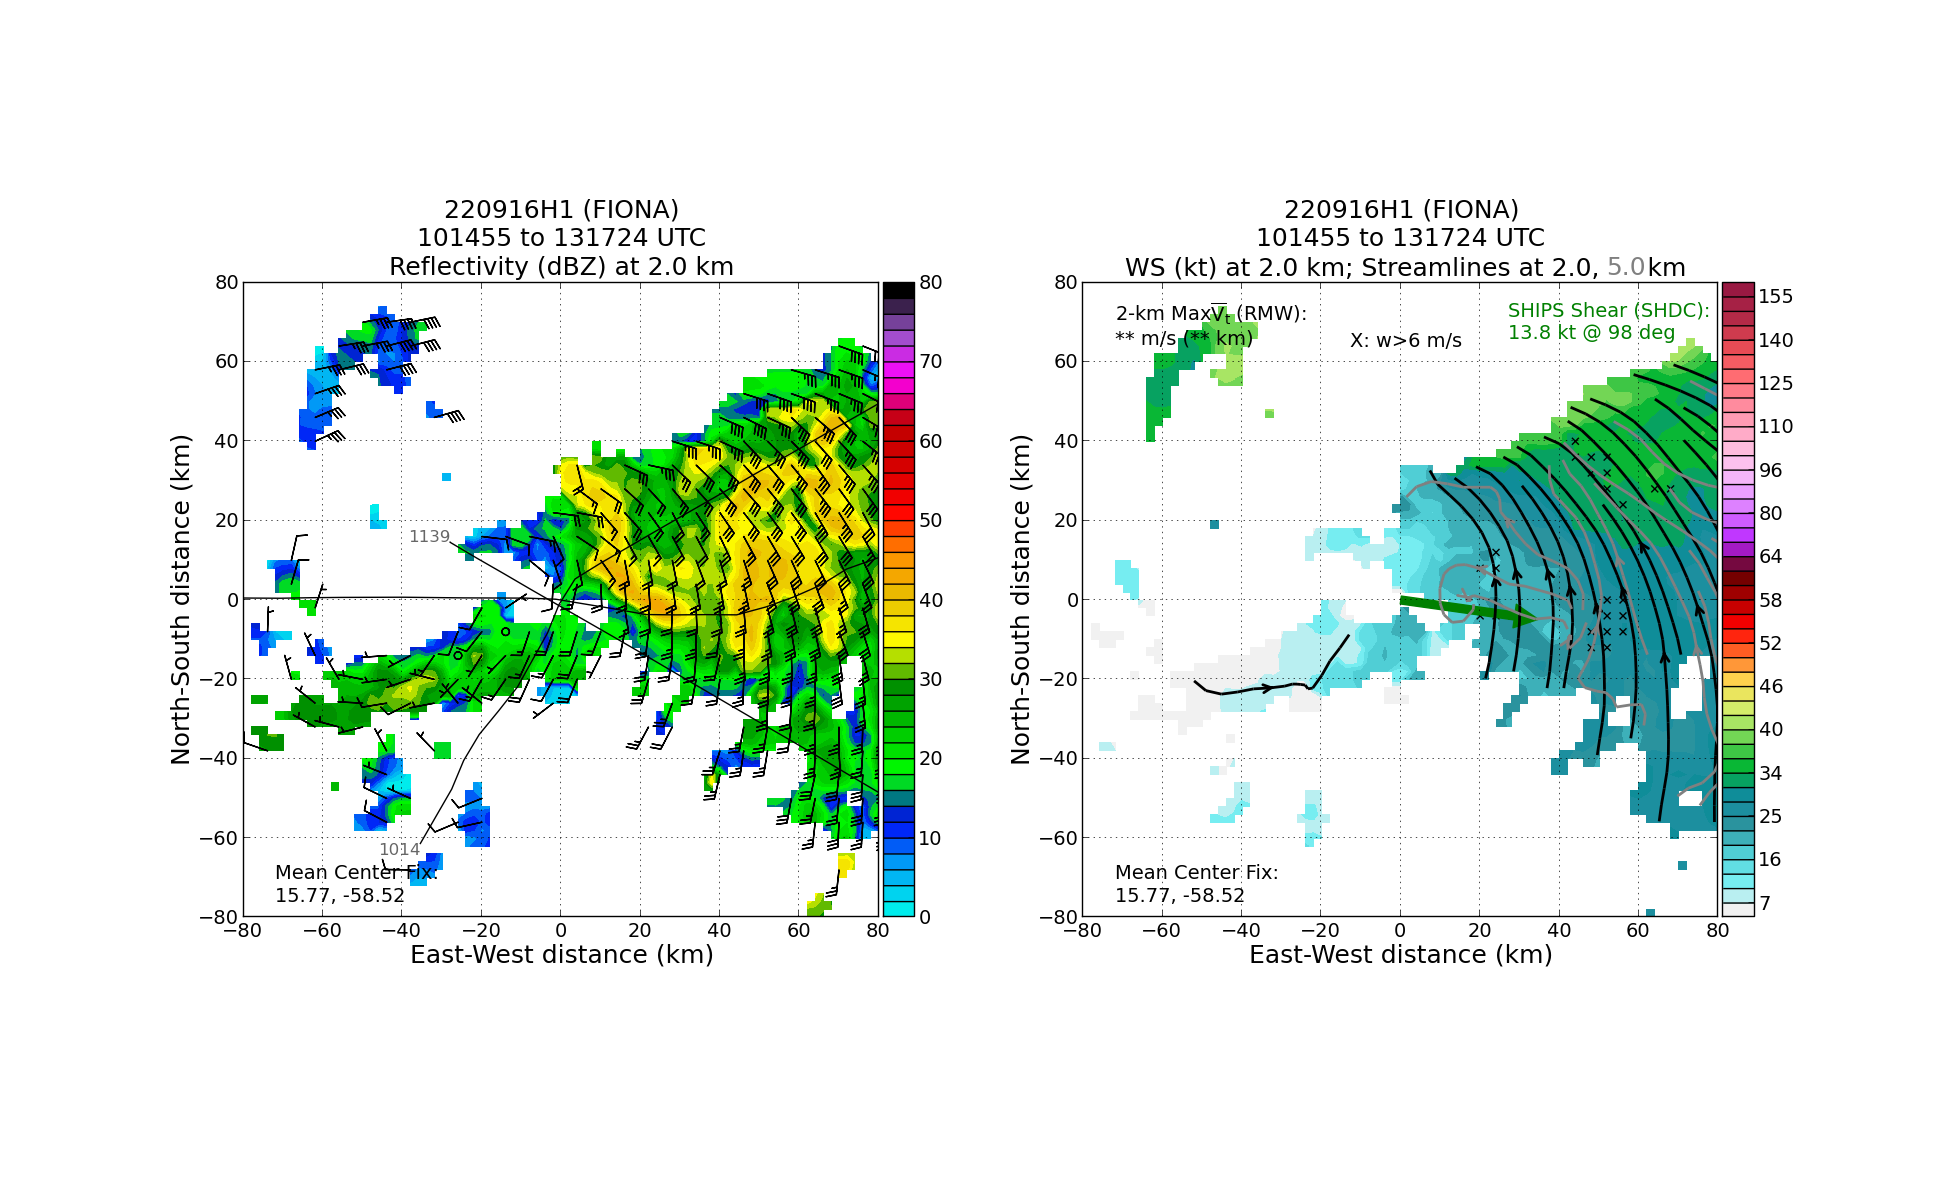 220916H1 (FIONA)
101455 to 131724 UTC
Reflectivity (dBZ) at 2.0 km
80
60
40
20
0
−20
−40
−60
−80
North-South distance (km)
1139
1014
Mean Center Fix:
15.77, -58.52
−80 −60 −40 −20 0 20 40 60 80
East-West distance (km)
80
70
60
50
40
30
20
10
0
220916H1 (FIONA)
101455 to 131724 UTC
WS (kt) at 2.0 km; Streamlines at 2.0, 5.0km
80
60
40
20
0
−20
−40
−60
−80
North-South distance (km)
2-km MaxV̅t (RMW):
** m/s (** km)
X: w>6 m/s
SHIPS Shear (SHDC):
13.8 kt @ 98 deg
Mean Center Fix:
15.77, -58.52
−80 −60 −40 −20 0 20 40 60 80
East-West distance (km)
155
140
125
110
96
80
64
58
52
46
40
34
25
16
7